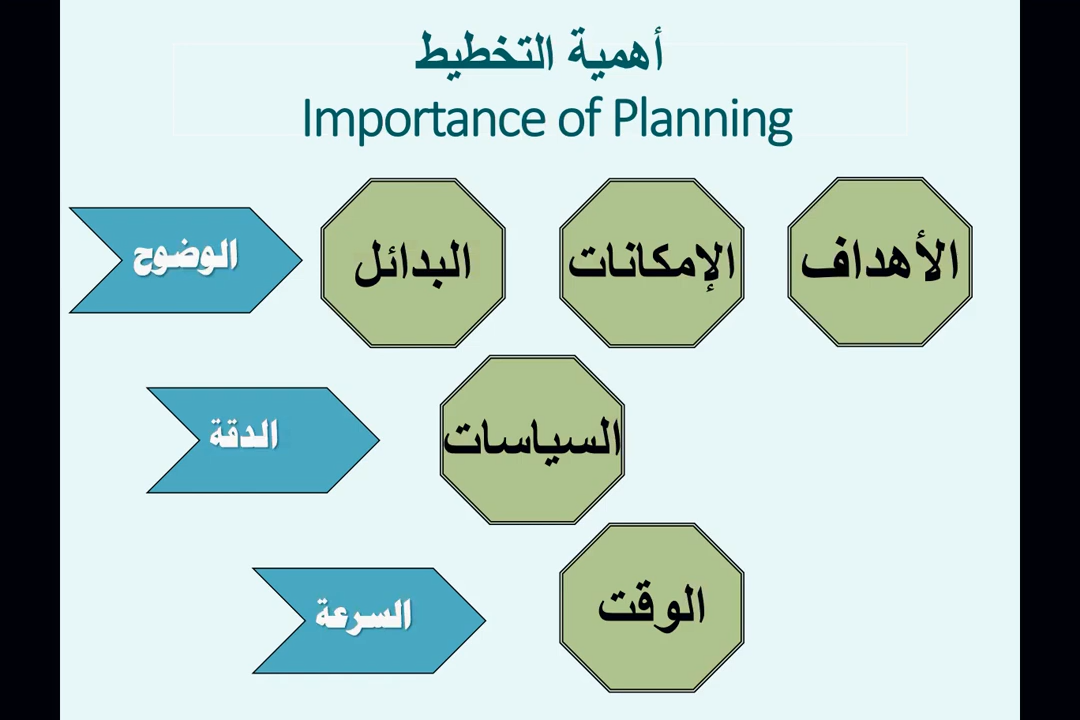 أهمية التخطيط
Importance of Planning
الأهداف
الإمكانات
البدائل
الوضوح
السياسات
الدقة
الوقت
السرعة